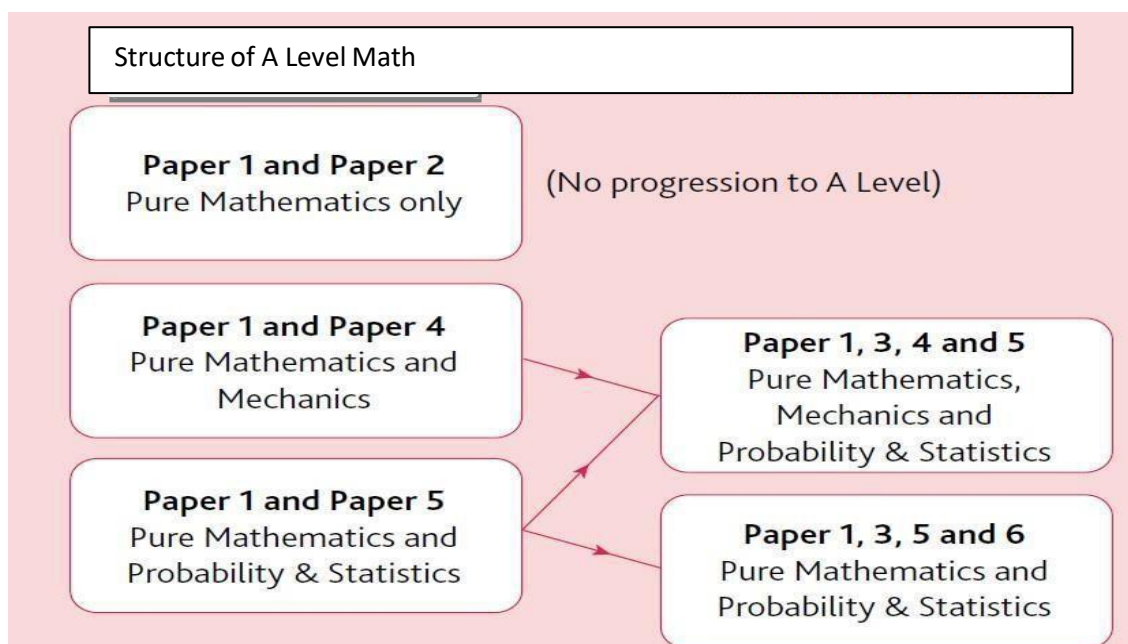 Structure of A Level Math
Paper 1 and Paper 2
Pure Mathematics only
(No progression to A Level)
Paper 1 and Paper 4
Pure Mathematics and
Mechanics
Paper 1 and Paper 5
Pure Mathematics and
Probability & Statistics
Paper 1, 3, 4 and 5
Pure Mathematics,
Mechanics and
Probability & Statistics
Paper 1, 3, 5 and 6
Pure Mathematics and
Probability & Statistics